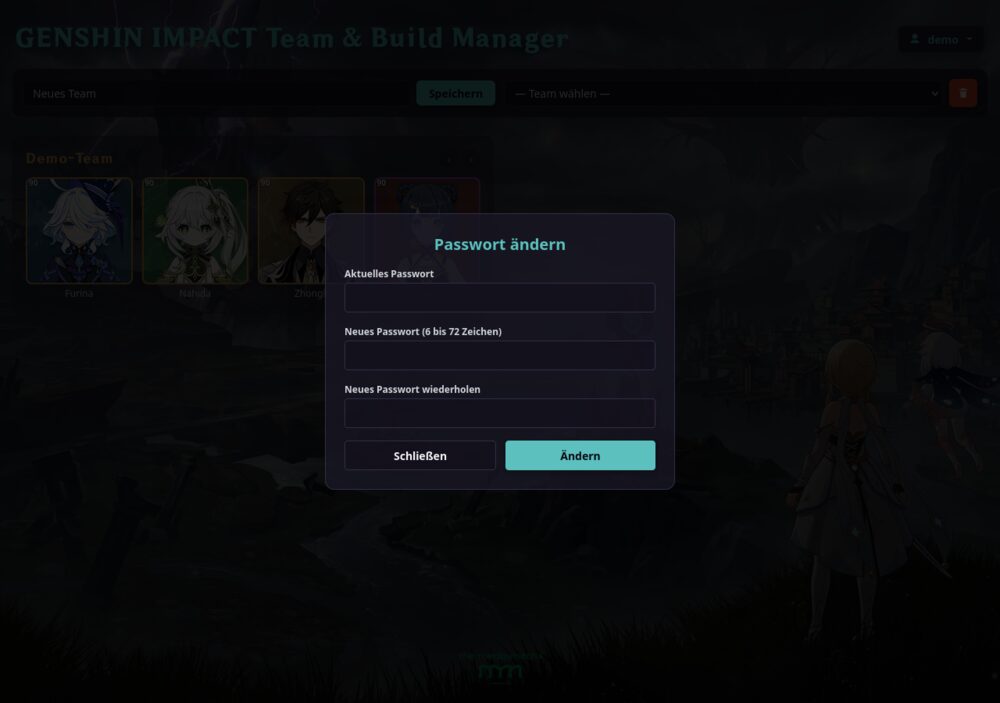 GENSHIN IMPACT Team & Build Manager
demo
Neues Team
Speichern
— Team wählen —
Demo-Team
90
90
90
90
Furina
Nahida
Passwort ändern
Aktuelles Passwort
Neues Passwort (6 bis 72 Zeichen)
Neues Passwort wiederholen
Schließen
Ändern